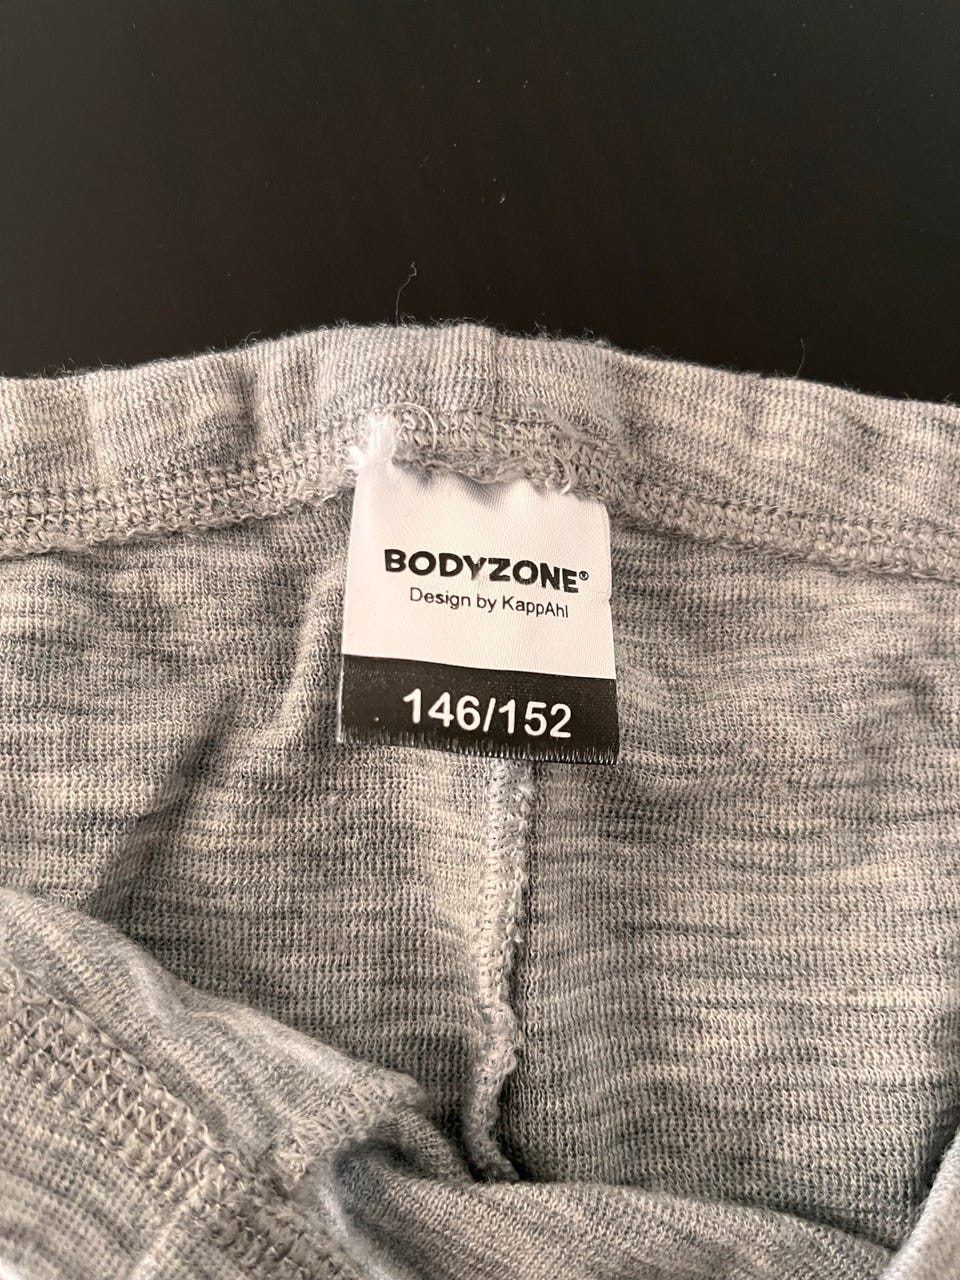 BODYZONE®
Design by KappAhl
146/152